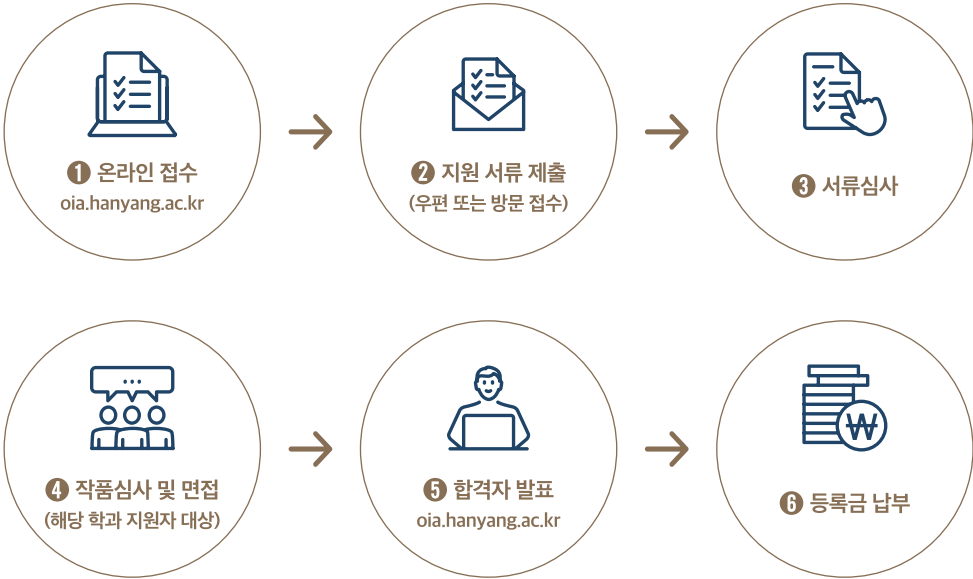 ❶ 온라인 접수
oia.hanyang.ac.kr
❷ 지원 서류 제출
(우편 또는 방문 접수)
❸ 서류심사
❹ 작품심사 및 면접
(해당 학과 지원자 대상)
❺ 합격자 발표
oia.hanyang.ac.kr
₩
❻ 등록금 납부